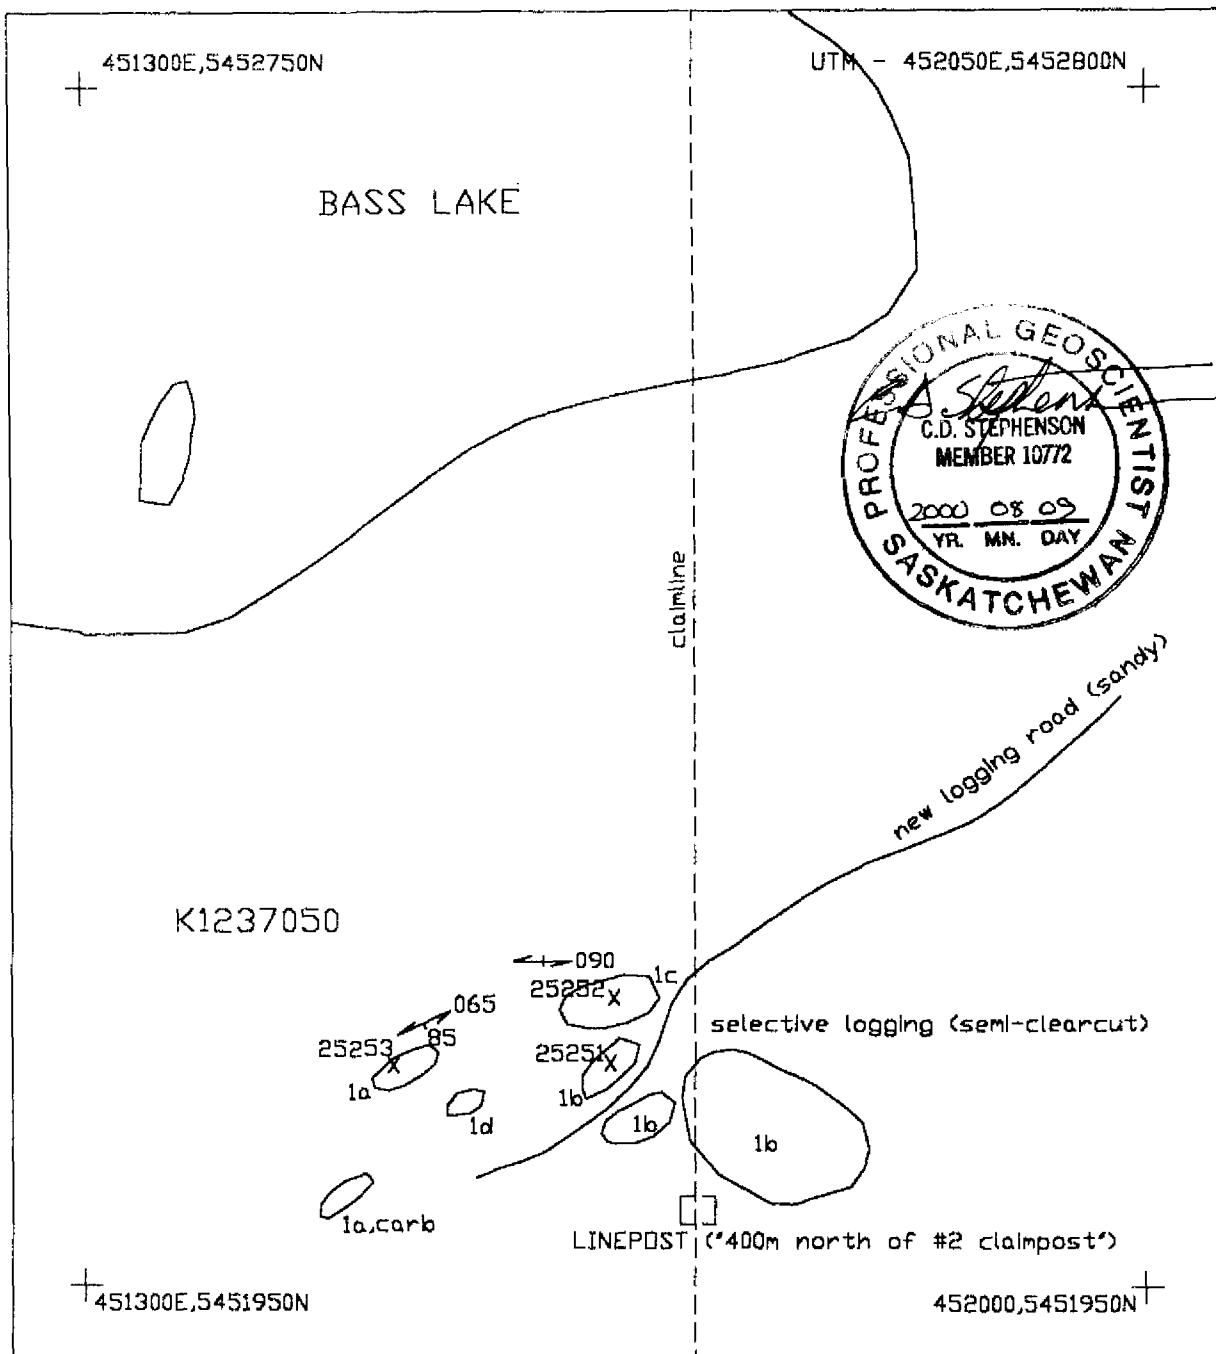 451300E,5452750N
UTM - 452050E,5452800N
BASS LAKE
PROFESSIONAL GEOSCIENTIST
C.D. STEPHENSON
MEMBER 10772
2000 08 09
YR. MN. DAY
SASKATCHEWAN
claimline
new logging road (sandy)
K1237050
090
25252
X
1c
065
85
25253
X
1a
selective logging (semi-clearcut)
25251
X
1b
1d
1b
1b
1a,carb
LINEPOST ("400m north of #2 claimpost")
451300E,5451950N
452000,5451950N